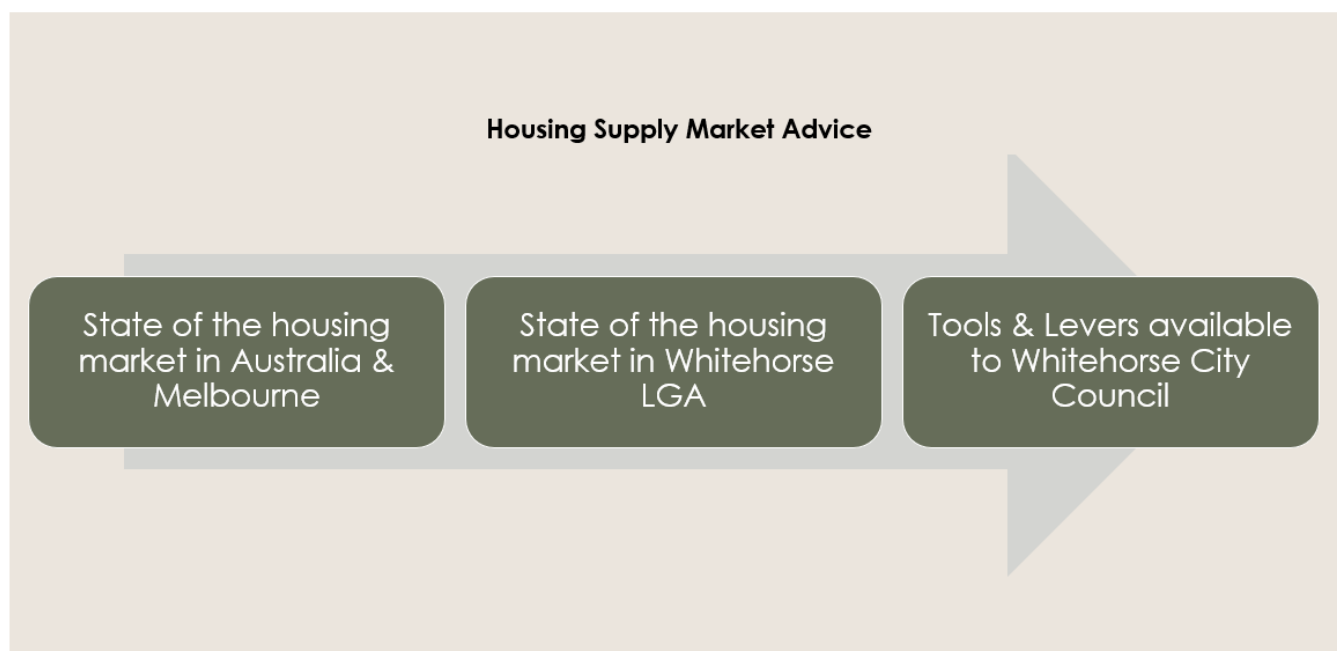 Housing Supply Market Advice
State of the housing
market in Australia &
Melbourne
State of the housing
market in Whitehorse
LGA
Tools & Levers available
to Whitehorse City
Council